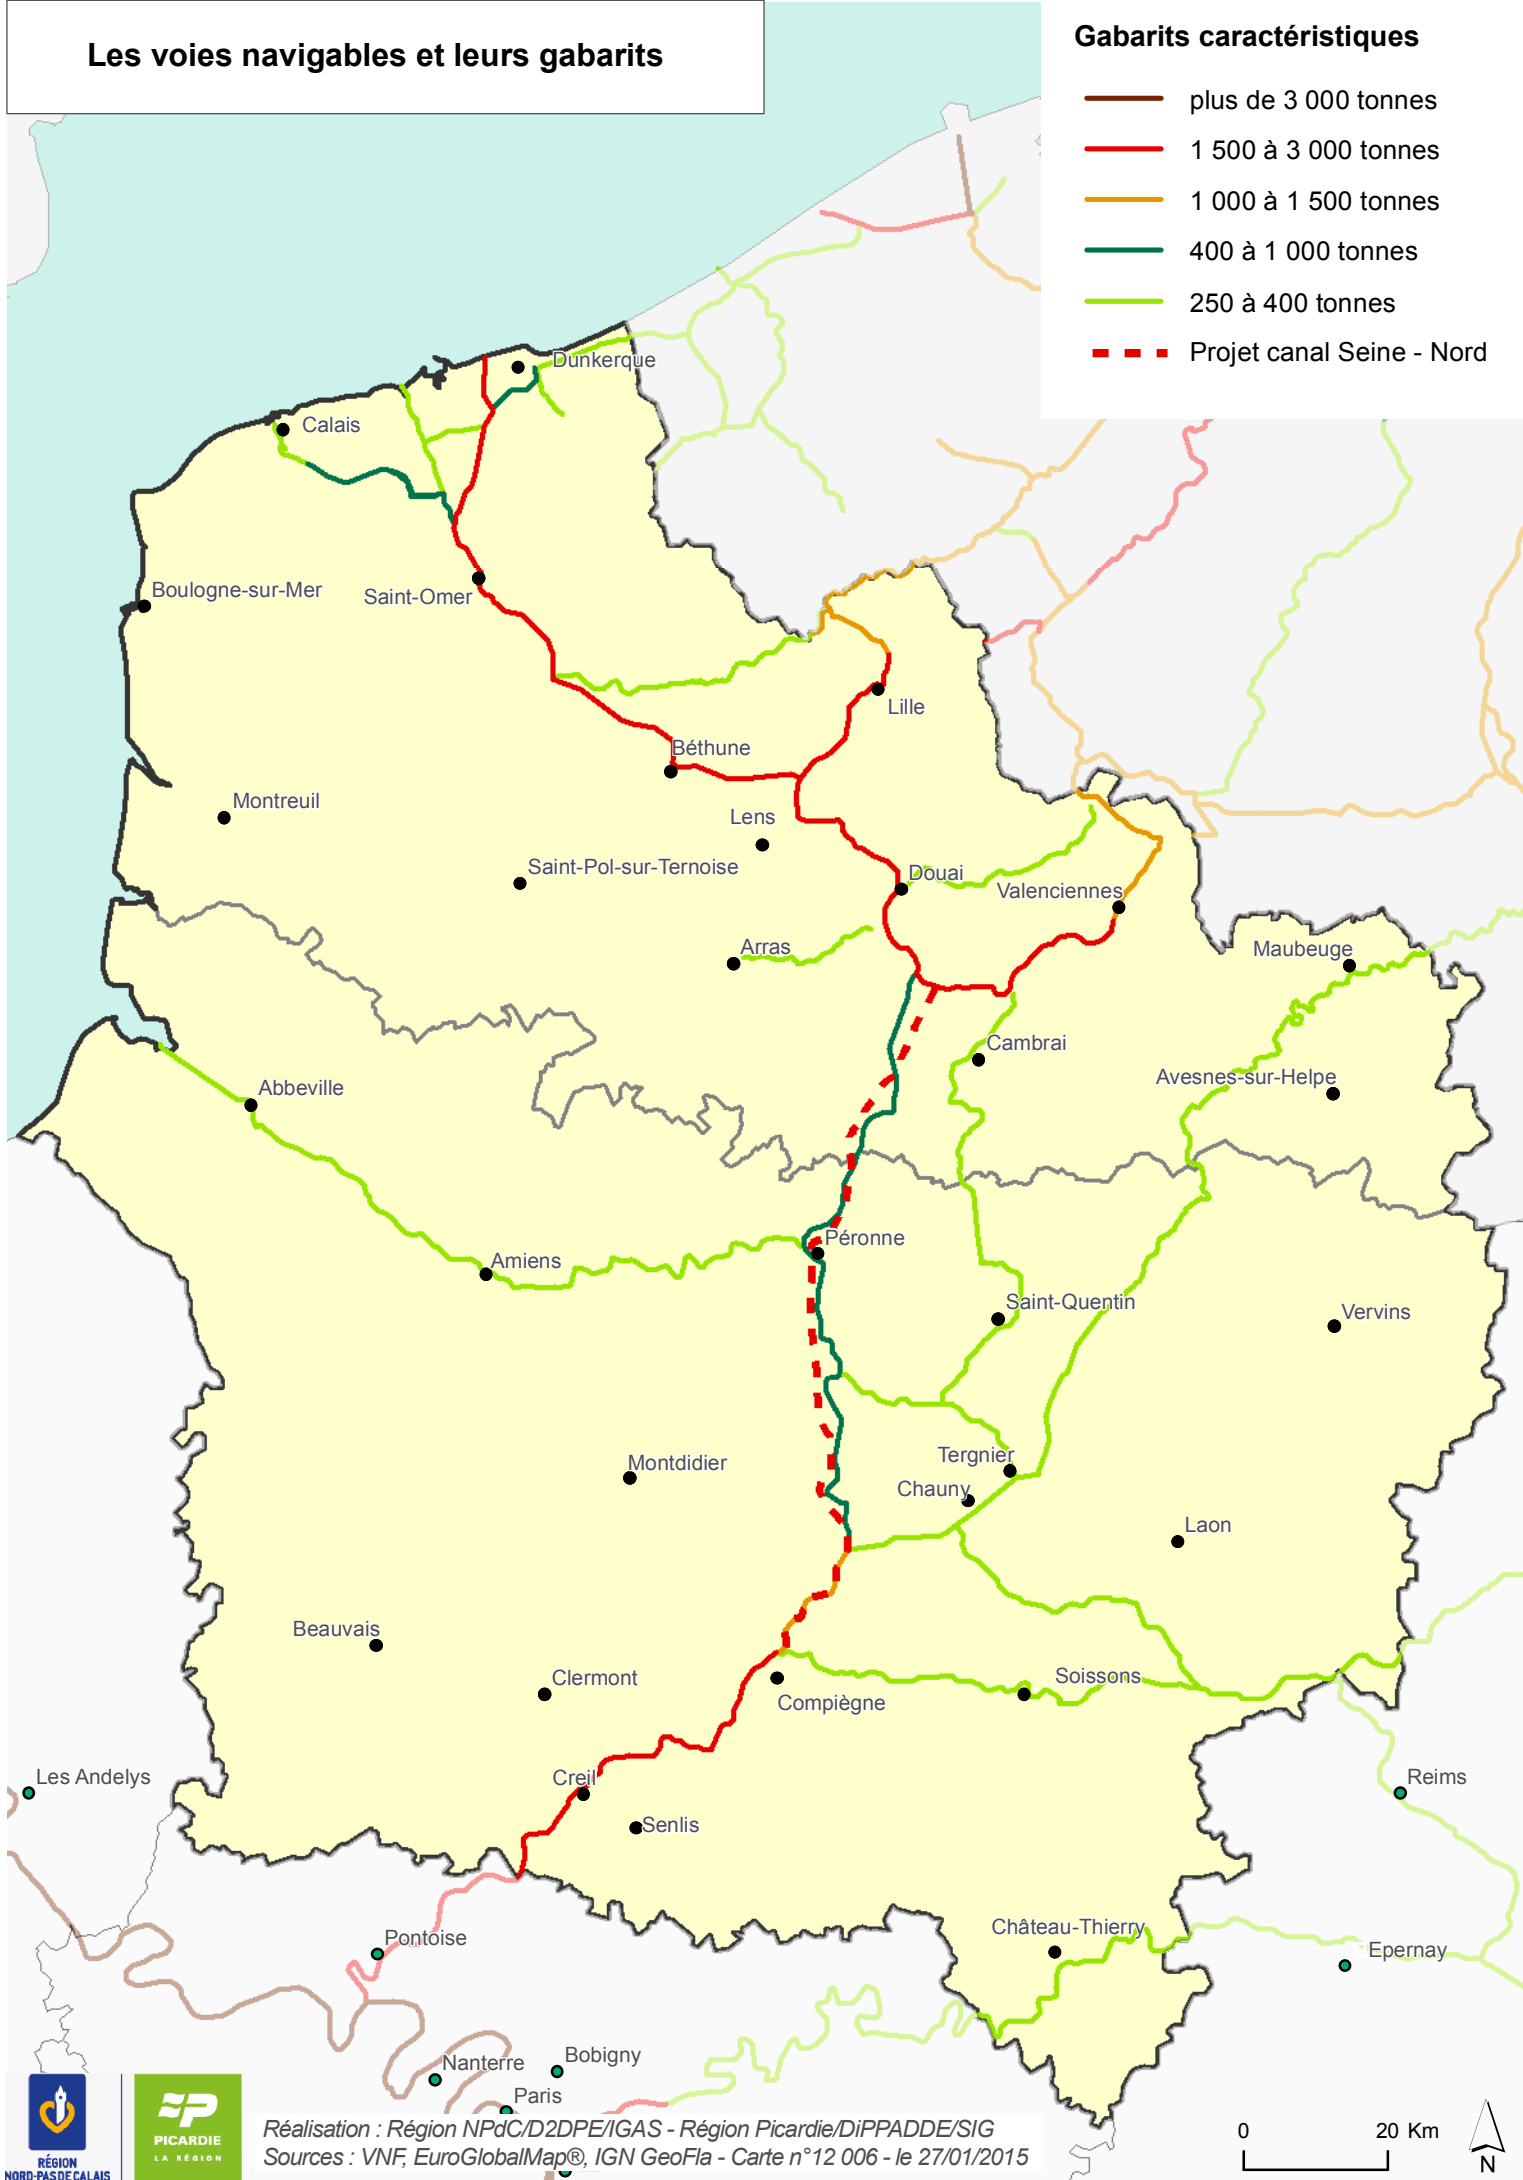 Les voies navigables et leurs gabarits
Gabarits caractéristiques
plus de 3 000 tonnes
1 500 à 3 000 tonnes
1 000 à 1 500 tonnes
400 à 1 000 tonnes
250 à 400 tonnes
Projet canal Seine - Nord
Dunkerque
Calais
Boulogne-sur-Mer
Saint-Omer
Lille
Béthune
Montreuil
Lens
Saint-Pol-sur-Ternoise
Douai
Valenciennes
Arras
Maubeuge
Cambrai
Avesnes-sur-Helpe
Abbeville
Péronne
Amiens
Saint-Quentin
Vervins
Montdidier
Tergnier
Chauny
Laon
Beauvais
Clermont
Soissons
Compiègne
Les Andelys
Creil
Reims
Senlis
Château-Thierry
Pontoise
Epernay
Nanterre
Bobigny
Paris
Réalisation : Région NPdC/D2DPE/IGAS - Région Picardie/DiPPADDE/SIG
Sources : VNF, EuroGlobalMap®, IGN GeoFla - Carte n°12 006 - le 27/01/2015
RÉGION
NORD-PAS DE CALAIS
PICARDIE
LA RÉGION
0 20 Km
N